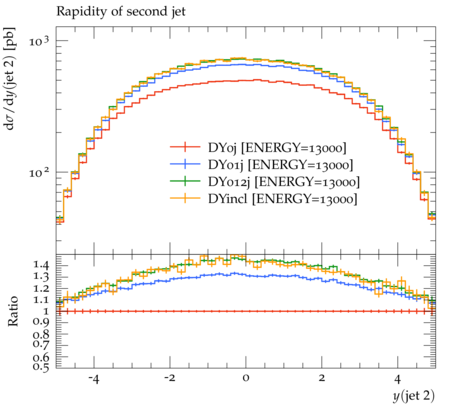 Rapidity of second jet
dσ/dy(jet 2) [pb]
10³
10²
DY0j [ENERGY=13000]
DY01j [ENERGY=13000]
DY012j [ENERGY=13000]
DYincl [ENERGY=13000]
Ratio
1.4
1.3
1.2
1.1
1
0.9
0.8
0.7
0.6
0.5
-4
-2
0
2
4
y(jet 2)